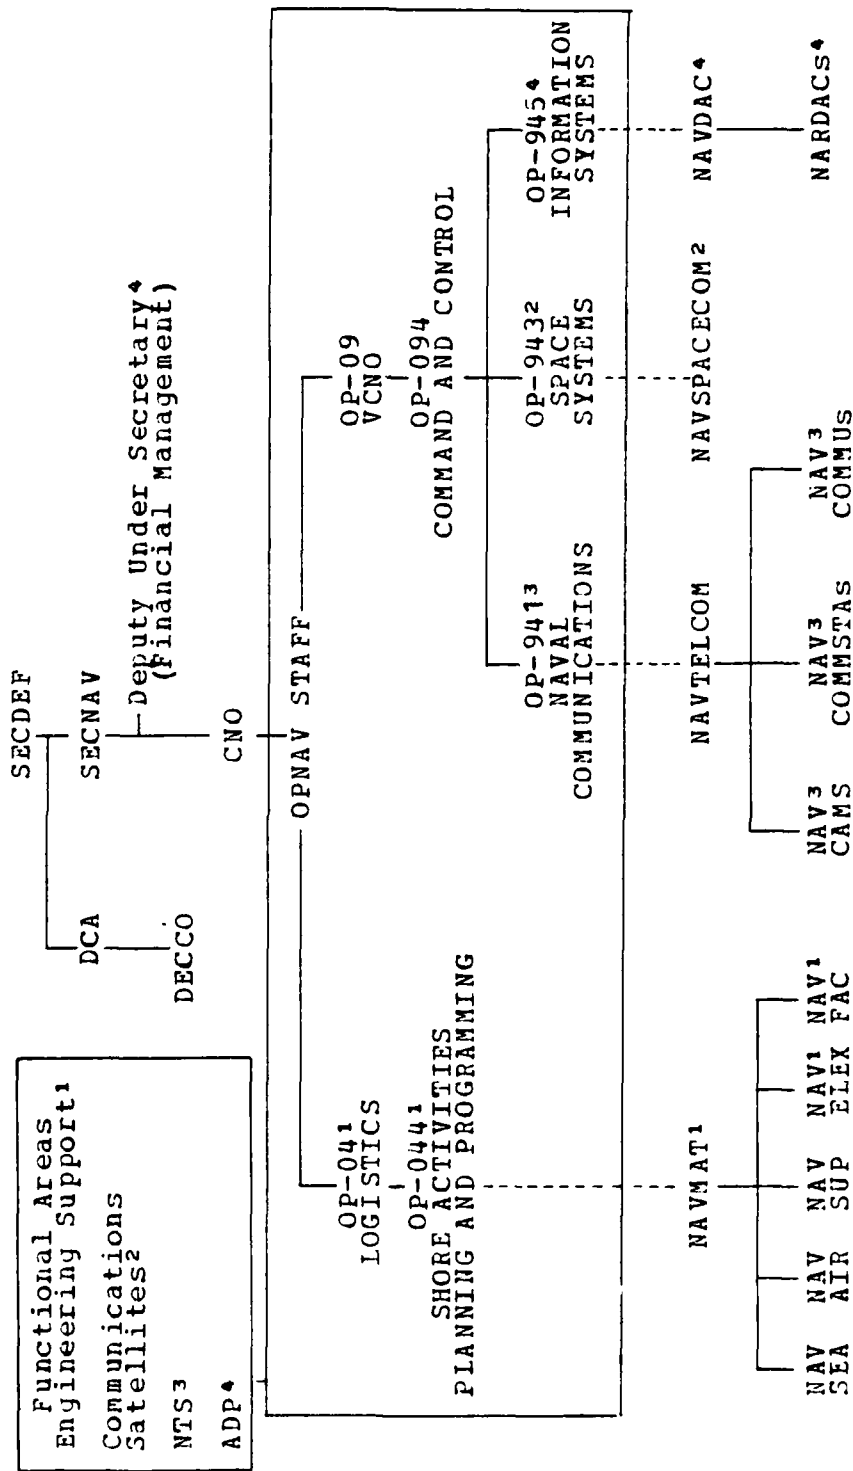 Functional Areas
Engineering Support¹
Communications
Satellites²
NTS³
ADP⁴
SECDEF
DCA
SECNAV
DECCO
Deputy Under Secretary⁴
(Financial Management)
CNO
OPNAV STAFF
OP-04¹
LOGISTICS
OP-09
VCNO
OP-044¹
SHORE ACTIVITIES
PLANNING AND PROGRAMMING
OP-094
COMMAND AND CONTROL
OP-941³
NAVAL
COMMUNICATIONS
OP-943²
SPACE
SYSTEMS
OP-945⁴
INFORMATION
SYSTEMS
NAVMAT¹
NAVTELCOM
NAVSPACECOM²
NAVDAC⁴
NAV
SEA
NAV
AIR
NAV
SUP
NAV¹
ELEX
NAV¹
FAC
NAV³
CAMS
NAV³
COMMSTAs
NAV³
COMMUs
NARDACs⁴